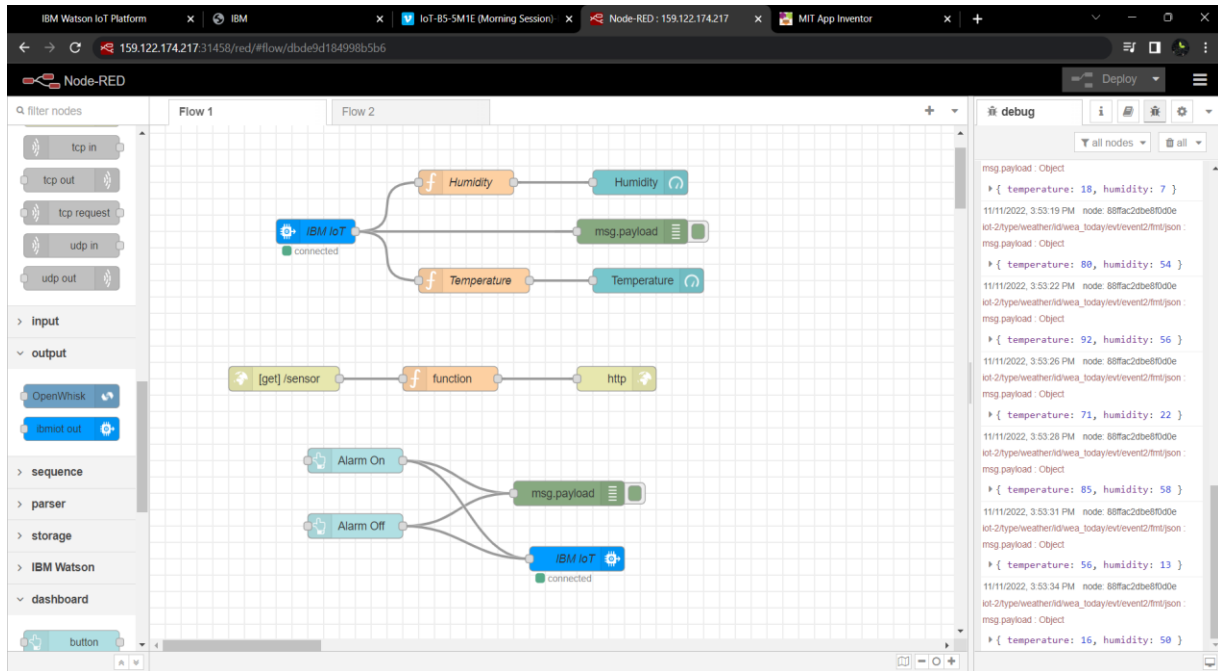 IBM Watson IoT Platform
IBM
IoT-B5-5M1E (Morning Session)-
Node-RED : 159.122.174.217
MIT App Inventor
159.122.174.217:31458/red/#flow/dbde9d184998b5b6
Node-RED
Deploy
filter nodes
Flow 1
Flow 2
debug
i
all nodes
all
tcp in
tcp out
tcp request
udp in
udp out
input
output
OpenWhisk
ibmiot out
sequence
parser
storage
IBM Watson
dashboard
button
Humidity
Humidity
IBM IoT
connected
msg.payload
Temperature
Temperature
[get] /sensor
function
http
Alarm On
msg.payload
Alarm Off
IBM IoT
connected
msg.payload : Object
{ temperature: 18, humidity: 7 }
11/11/2022, 3:53:19 PM node: 88ffac2dbe8f0d0e
iot-2/type/weather/id/wea_today/evt/event2/fmt/json :
msg.payload : Object
{ temperature: 80, humidity: 54 }
11/11/2022, 3:53:22 PM node: 88ffac2dbe8f0d0e
iot-2/type/weather/id/wea_today/evt/event2/fmt/json :
msg.payload : Object
{ temperature: 92, humidity: 56 }
11/11/2022, 3:53:26 PM node: 88ffac2dbe8f0d0e
iot-2/type/weather/id/wea_today/evt/event2/fmt/json :
msg.payload : Object
{ temperature: 71, humidity: 22 }
11/11/2022, 3:53:28 PM node: 88ffac2dbe8f0d0e
iot-2/type/weather/id/wea_today/evt/event2/fmt/json :
msg.payload : Object
{ temperature: 85, humidity: 58 }
11/11/2022, 3:53:31 PM node: 88ffac2dbe8f0d0e
iot-2/type/weather/id/wea_today/evt/event2/fmt/json :
msg.payload : Object
{ temperature: 56, humidity: 13 }
11/11/2022, 3:53:34 PM node: 88ffac2dbe8f0d0e
iot-2/type/weather/id/wea_today/evt/event2/fmt/json :
msg.payload : Object
{ temperature: 16, humidity: 50 }